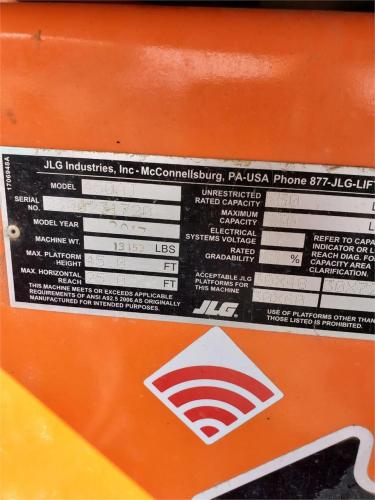 1706948A
JLG Industries, Inc - McConnellsburg, PA-USA Phone 877-JLG-LIF
MODEL
UNRESTRICTED RATED CAPACITY
SERIAL NO.
MAXIMUM CAPACITY
MODEL YEAR
ELECTRICAL SYSTEMS VOLTAGE
MACHINE WT. LBS
RATED GRADABILITY %
MAX. PLATFORM HEIGHT FT
MAX. HORIZONTAL REACH FT
REFER TO CAPA
INDICATOR OR L
REACH DIAG. FO
CAPACITY AREA
CLARIFICATION.
ACCEPTABLE JLG
PLATFORMS FOR
THIS MACHINE
THIS MACHINE MEETS OR EXCEEDS APPLICABLE
REQUIREMENTS OF ANSI A92.5 2006 AS ORIGINALLY
MANUFACTURED FOR INTENDED PURPOSES.
JLG
USE OF PLATFORMS OTHER THAN
THOSE LISTED IS PROHIBITED.